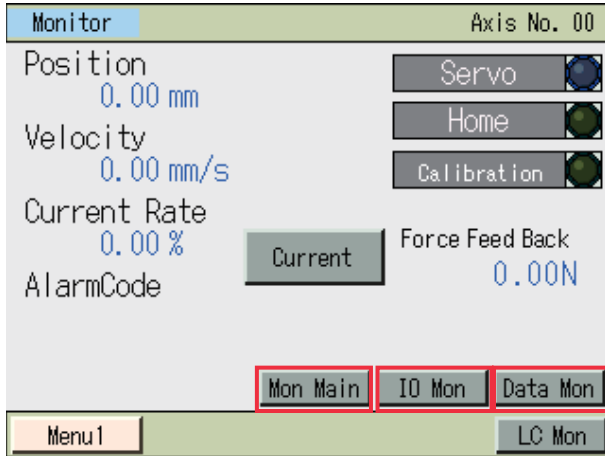 Monitor Axis No. 00
Position
0.00 mm
Servo
Home
Velocity
0.00 mm/s
Calibration
Current Rate
0.00 %
Current
Force Feed Back
0.00N
AlarmCode
Mon Main IO Mon Data Mon
Menu1 LC Mon